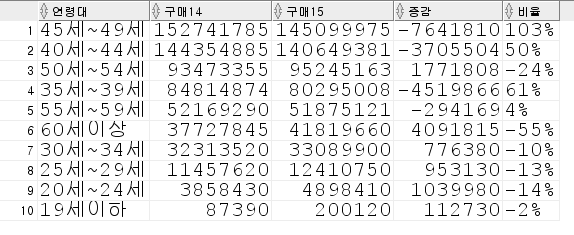 연령대 구매14 구매15 증감 비율
1 45세~49세 152741785 145099975 -7641810 103%
2 40세~44세 144354885 140649381 -3705504 50%
3 50세~54세 93473355 95245163 1771808 -24%
4 35세~39세 84814874 80295008 -4519866 61%
5 55세~59세 52169290 51875121 -294169 4%
6 60세이상 37727845 41819660 4091815 -55%
7 30세~34세 32313520 33089900 776380 -10%
8 25세~29세 11457620 12410750 953130 -13%
9 20세~24세 3858430 4898410 1039980 -14%
10 19세이하 87390 200120 112730 -2%